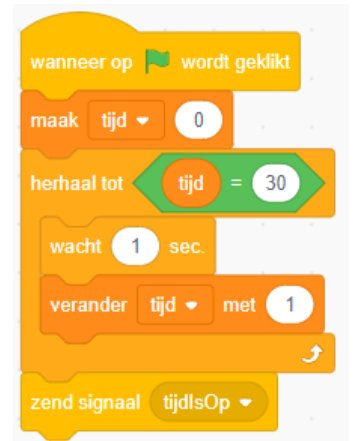 wanneer op wordt geklikt
maak tijd 0
herhaal tot tijd = 30
wacht 1 sec.
verander tijd met 1
zend signaal tijdIsOp